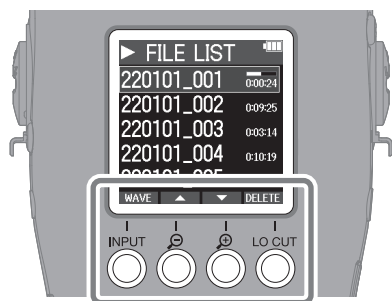 ▶ FILE LIST
220101_001 0:00:24
220101_002 0:09:25
220101_003 0:03:14
220101_004 0:10:19
WAVE ▲ ▼ DELETE
INPUT LO CUT